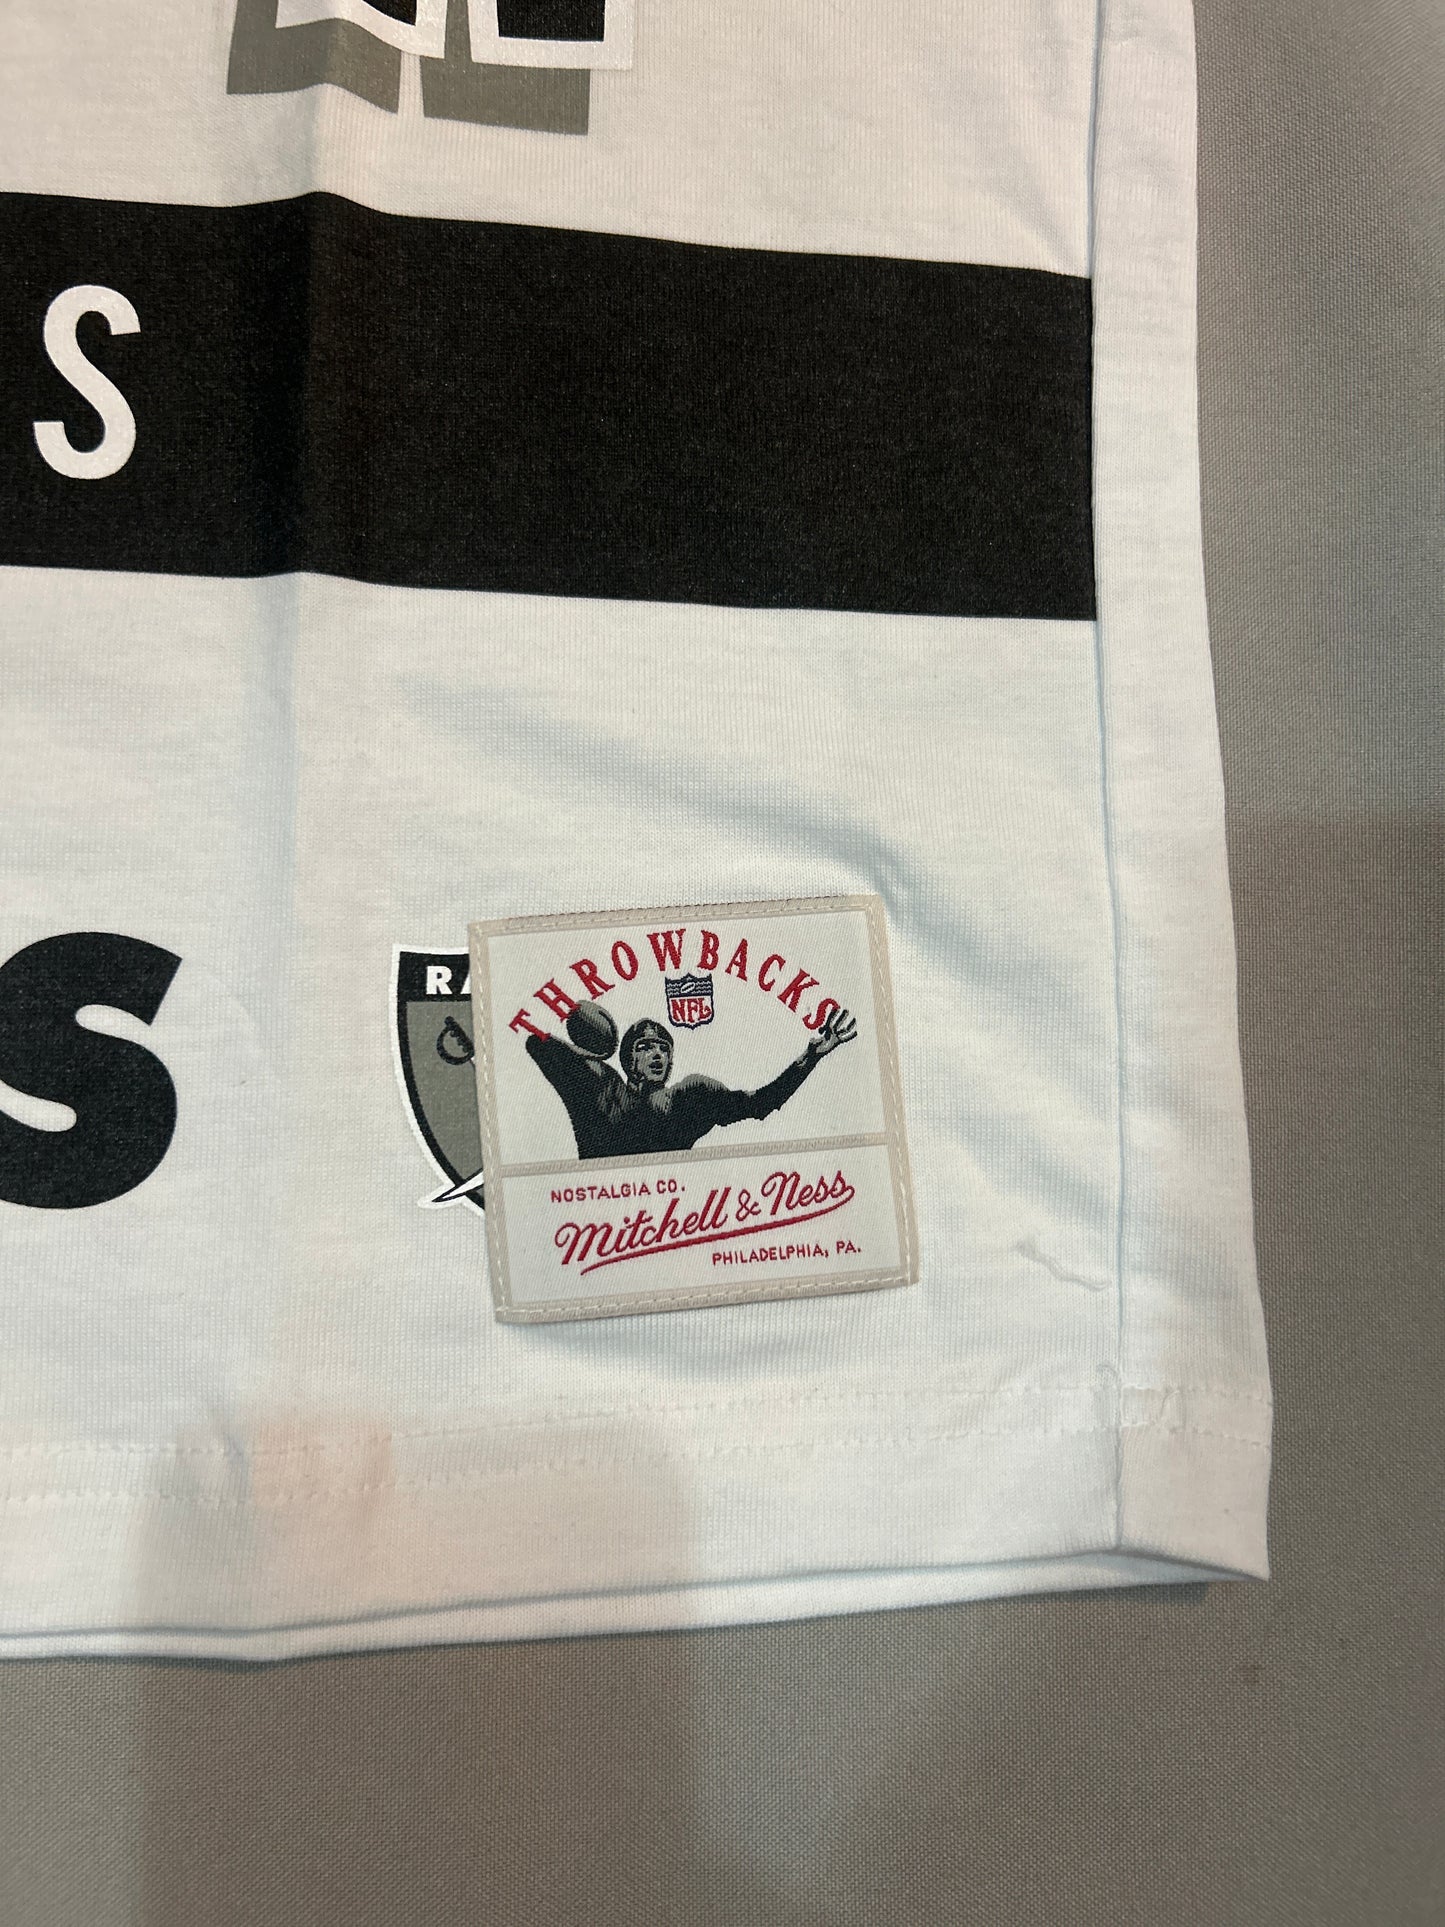 S
S
RA
THROWBACKS
NFL
NOSTALGIA CO.
Mitchell & Ness
PHILADELPHIA, PA.